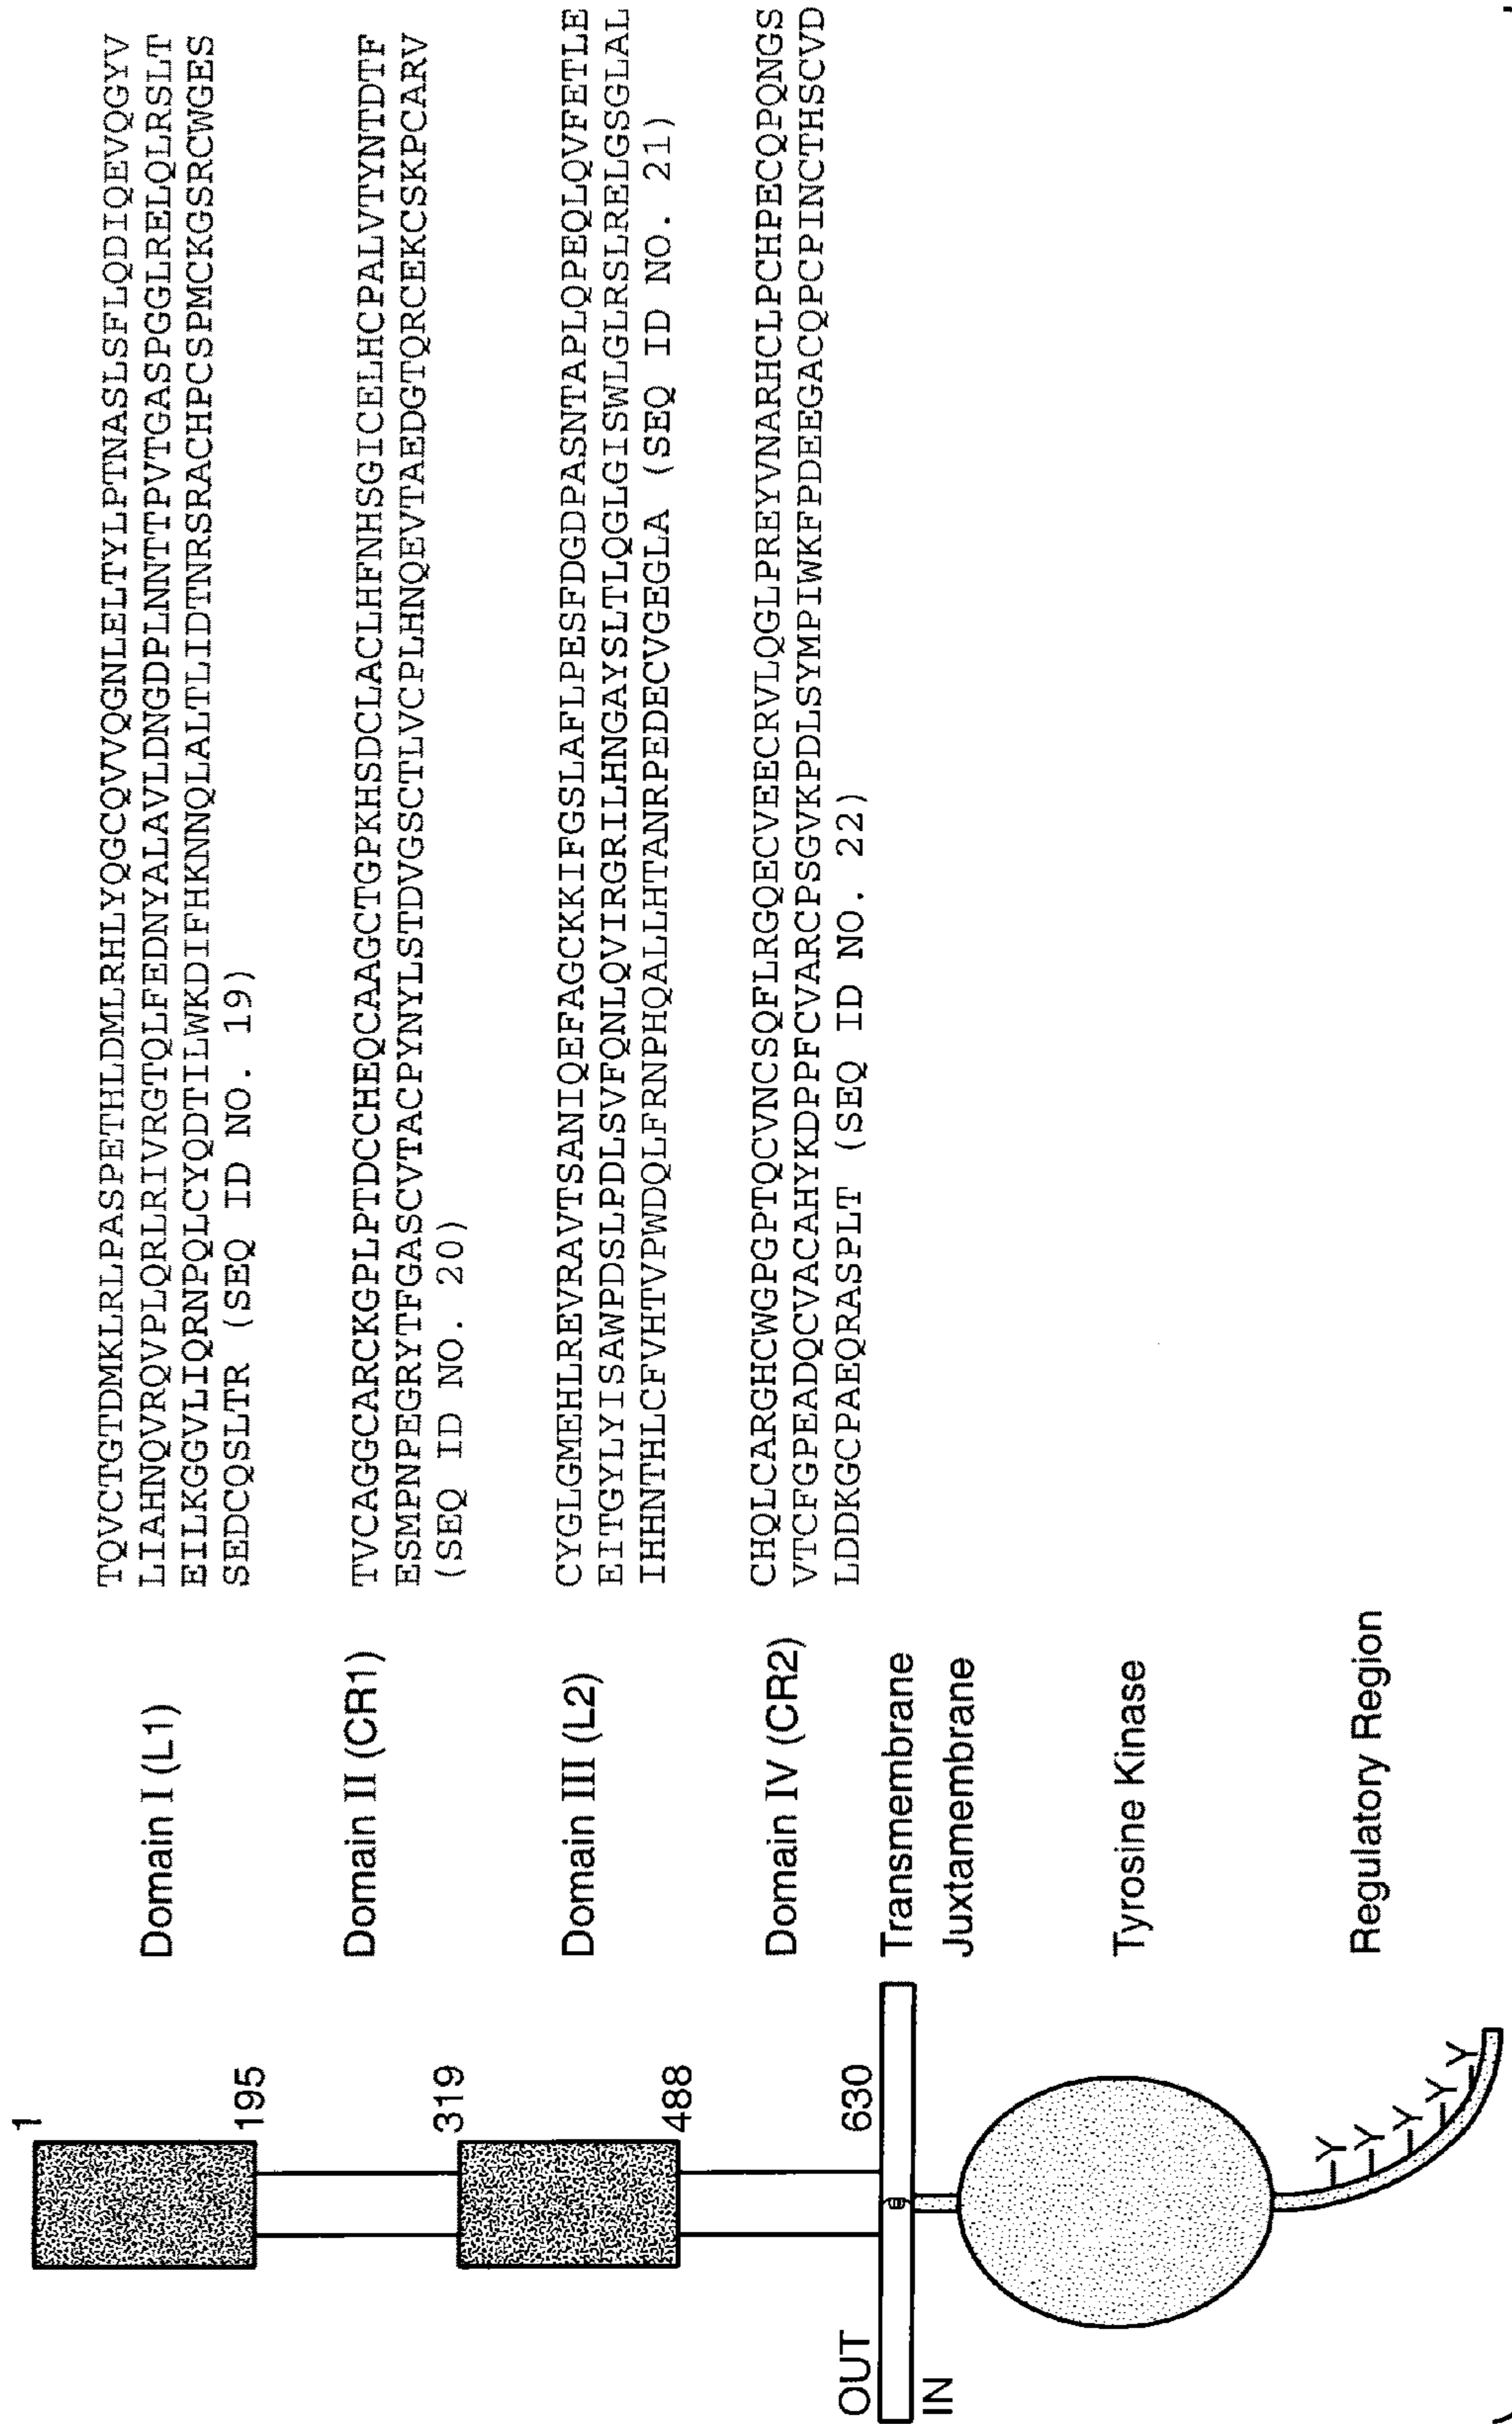 1
Domain I (L1)
TQVCTGTDMKLRLPASPETHLDMLRHLYQGCQVVQGNLELTYLPTNASLSFLQDIQEVQGYV
LIAHNQVRQVPLQRLRIVRGTQLFEDNYALAVLDNGDPLNNTTPVTGASPGGLRELQLRSLT
EILKGGVLIQRNPQLCYQDTILWKDIFHKNNQLALTLIDTNRSRACHPCSPMCKGSRCWGES
SEDCQSLTR (SEQ ID NO. 19)
195
Domain II (CR1)
TVCAGGCARCKGPLPTDCCHEQCAAGCTGPKHSDCLACLHFNHSGICELHCPALVTYNTDTF
ESMPNPEGRYTFGASCVTACPYNYLSTDVGSCTLVCPLHNQEVTAEDGTQRCEKCSKPCARV
(SEQ ID NO. 20)
319
Domain III (L2)
CYGLGMEHLREVRAVTSANIQEFAGCKKIFGSLAFLPESFDGDPASNTAPLQPEQLQVFETLE
EITGYLYISAWPDSLPDLSVFQNLQVIRGRILHNGAYSLTLQGLGISWLGLRSLRELGSGLAL
IHHNTHLCFVHTVPWDQLFRNPHQALLHTANRPEDECVGEGLA (SEQ ID NO. 21)
488
Domain IV (CR2)
CHQLCARGHCWGPGPTQCVNCSQFLRGQECVEECRVLQGLPREYVNARHCLPCHPECQPQNGS
VTCFGPEADQCVACAHYKDPPFCVARCPSGVKPDLSYMPIWKFPDEEGACQPCPINCTHSCVD
LDDKGCPAEQRASPLT (SEQ ID NO. 22)
630
OUT
Transmembrane
IN
Juxtamembrane
Tyrosine Kinase
Regulatory Region
Y
Y
Y
Y
Y